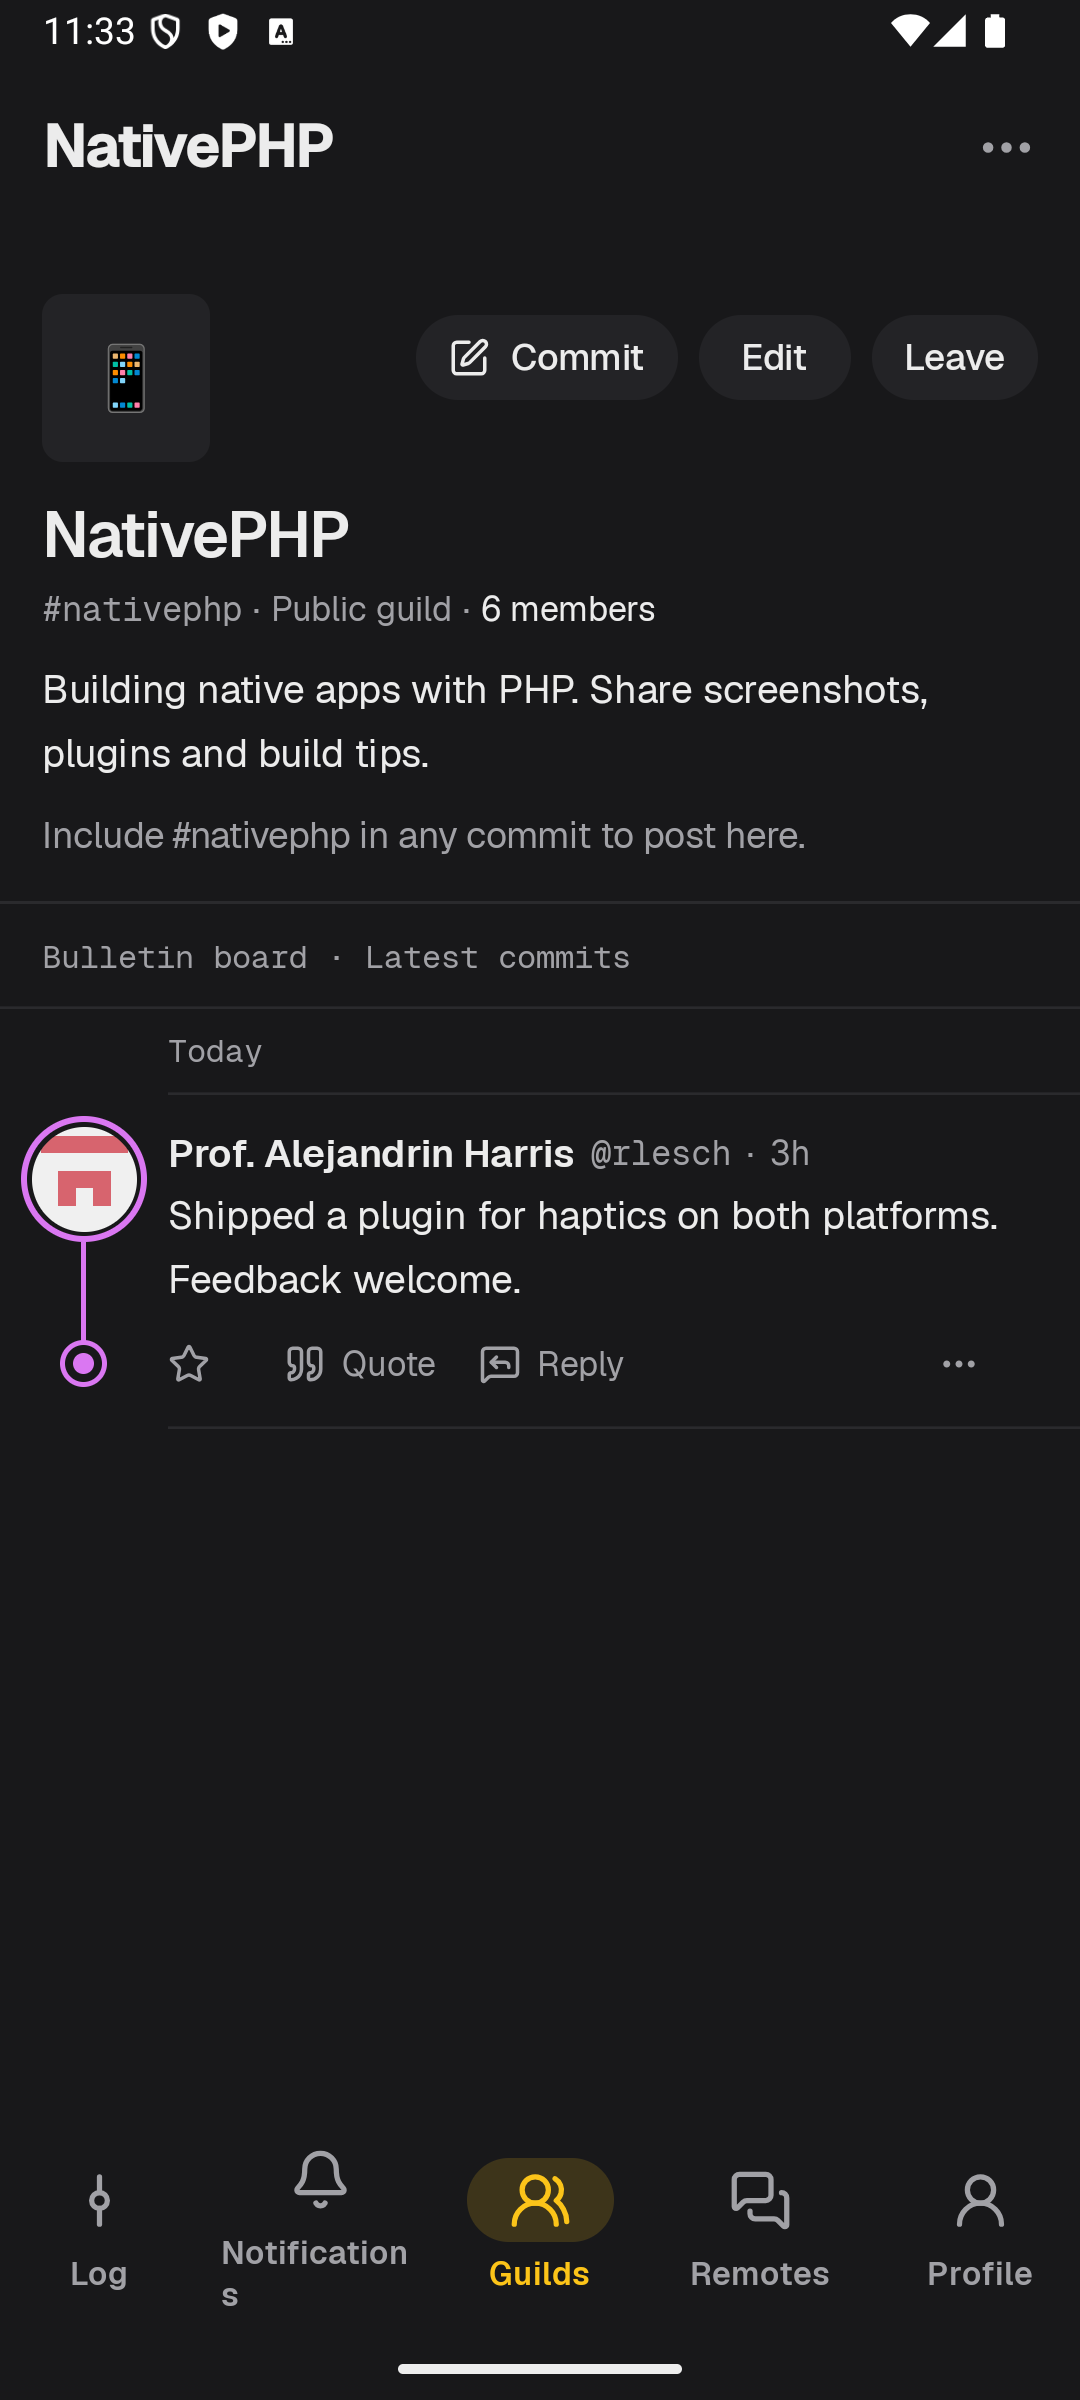 11:33
NativePHP
Commit
Edit
Leave
NativePHP
#nativephp · Public guild · 6 members
Building native apps with PHP. Share screenshots,
plugins and build tips.
Include #nativephp in any commit to post here.
Bulletin board · Latest commits
Today
Prof. Alejandrin Harris @rlesch · 3h
Shipped a plugin for haptics on both platforms.
Feedback welcome.
Quote
Reply
Log
Notification
s
Guilds
Remotes
Profile